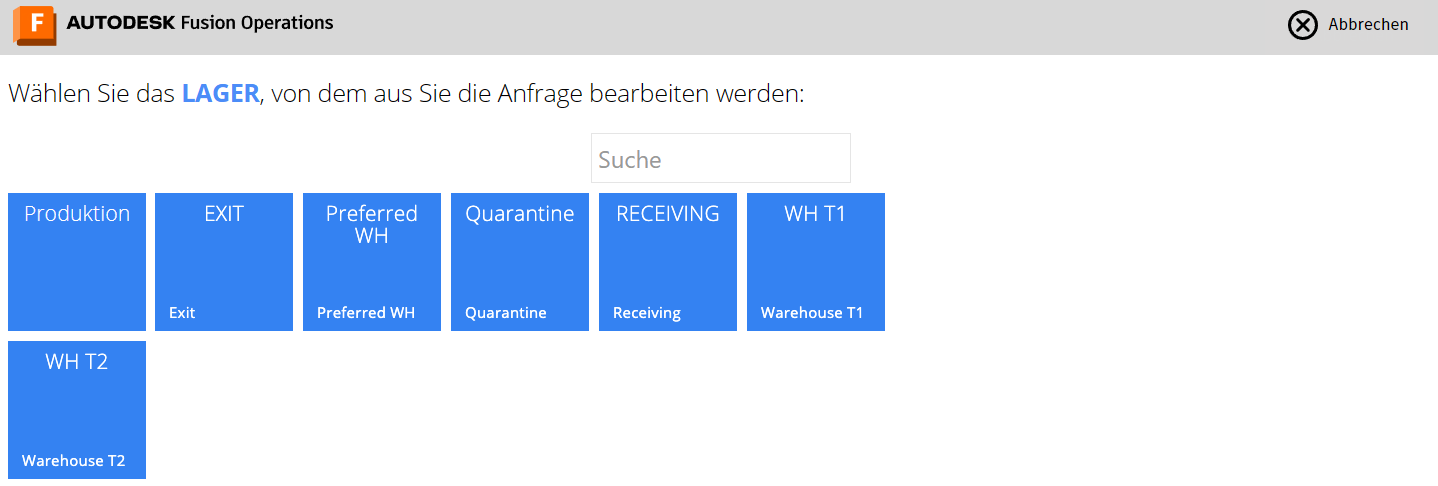 F AUTODESK Fusion Operations
Abbrechen
Wählen Sie das LAGER, von dem aus Sie die Anfrage bearbeiten werden:
Suche
Produktion
EXIT
Exit
Preferred
WH
Preferred WH
Quarantine
Quarantine
RECEIVING
Receiving
WH T1
Warehouse T1
WH T2
Warehouse T2